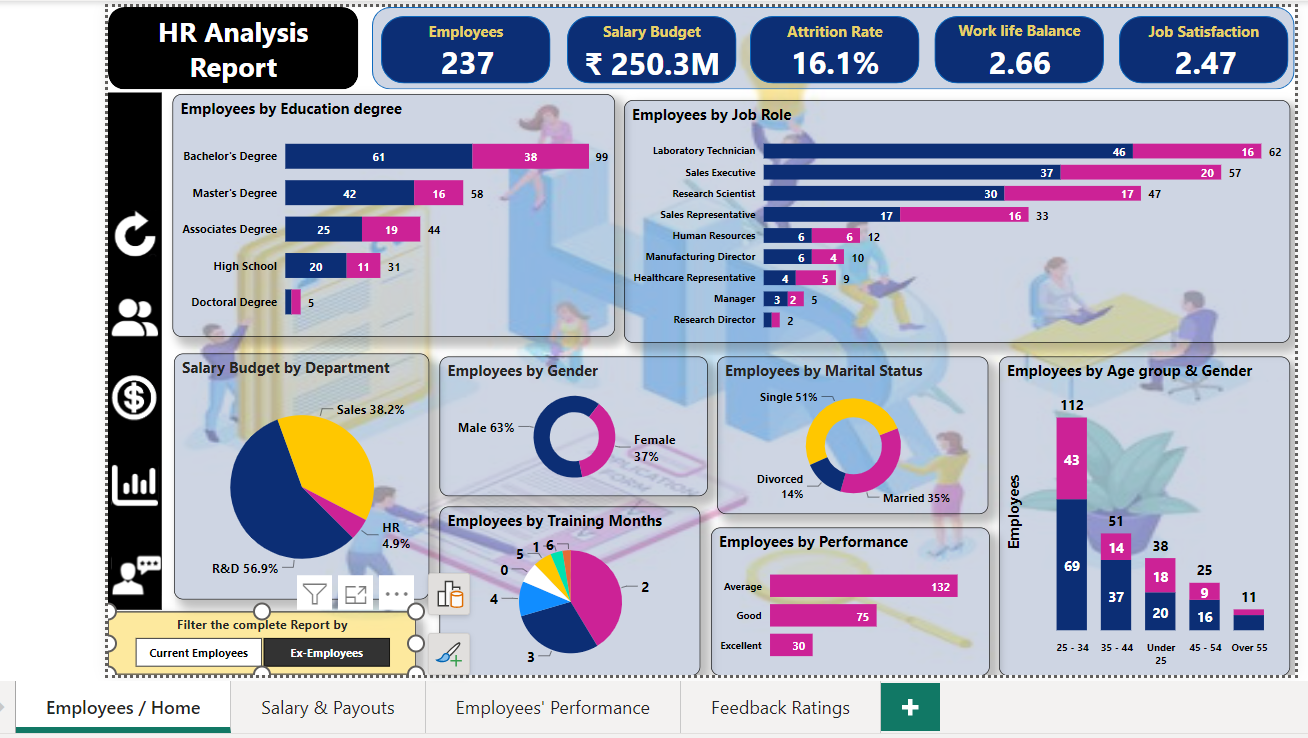 HR Analysis
Report
Employees
237
Salary Budget
₹ 250.3M
Attrition Rate
16.1%
Work life Balance
2.66
Job Satisfaction
2.47
Employees by Education degree
Bachelor's Degree 61 38 99
Master's Degree 42 16 58
Associates Degree 25 19 44
High School 20 11 31
Doctoral Degree 5
Employees by Job Role
Laboratory Technician 46 16 62
Sales Executive 37 20 57
Research Scientist 30 17 47
Sales Representative 17 16 33
Human Resources 6 6 12
Manufacturing Director 6 4 10
Healthcare Representative 4 5 9
Manager 3 2 5
Research Director 2
Salary Budget by Department
Sales 38.2%
HR
4.9%
R&D 56.9%
Employees by Gender
Male 63%
Female
37%
Employees by Training Months
5 1 6
0
2
4
3
Employees by Marital Status
Single 51%
Divorced
14%
Married 35%
Employees by Performance
Average 132
Good 75
Excellent 30
Employees by Age group & Gender
Employees
112
43
69
51
14
37
38
18
20
25
9
16
11
25 - 34 35 - 44 Under 45 - 54 Over 55
25
Filter the complete Report by
Current Employees Ex-Employees
Employees / Home Salary & Payouts Employees' Performance Feedback Ratings +